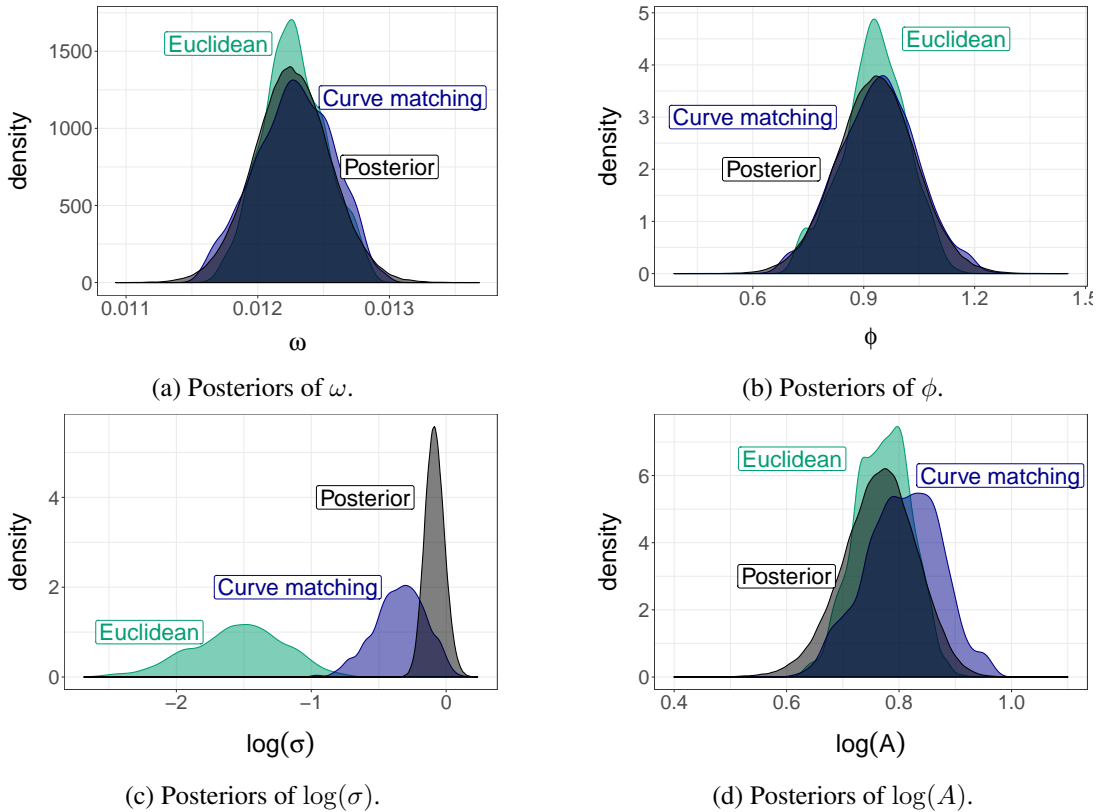 1500
1000
500
0
density
Euclidean
Curve matching
Posterior
0.011 0.012 0.013
ω
(a) Posteriors of ω.
5
4
3
2
1
0
density
Euclidean
Curve matching
Posterior
0.6 0.9 1.2 1.5
ϕ
(b) Posteriors of ϕ.
4
2
0
density
Posterior
Curve matching
Euclidean
−2 −1 0
log(σ)
(c) Posteriors of log(σ).
6
4
2
0
density
Euclidean
Curve matching
Posterior
0.4 0.6 0.8 1.0
log(A)
(d) Posteriors of log(A).